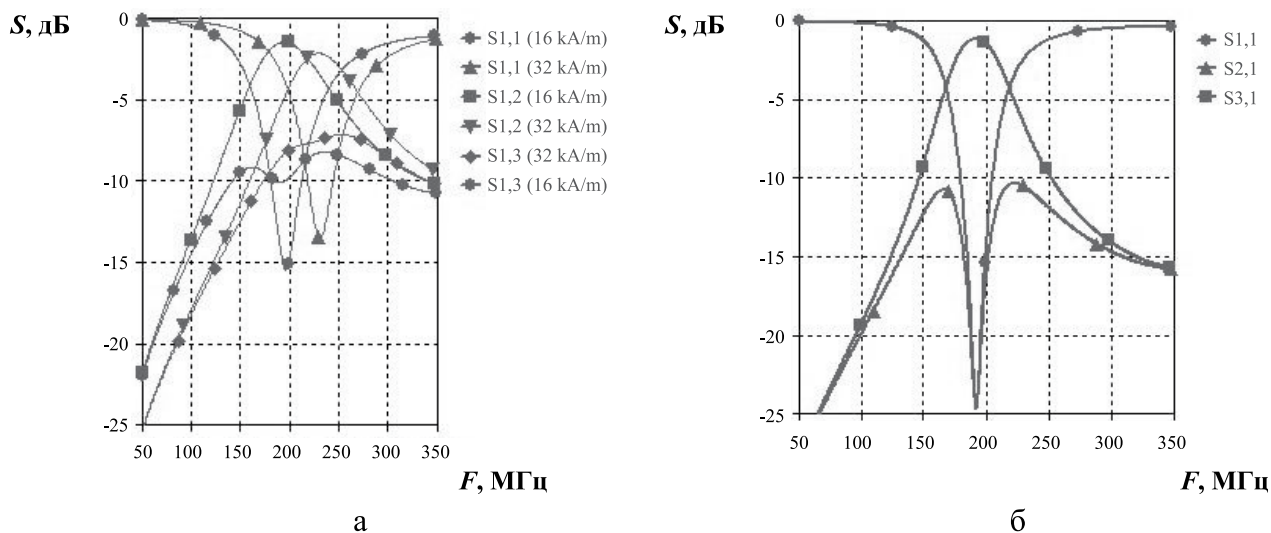 S, дБ
0
-5
-10
-15
-20
-25
50 100 150 200 250 300 350
F, МГц
S1,1 (16 kA/m)
S1,1 (32 kA/m)
S1,2 (16 kA/m)
S1,2 (32 kA/m)
S1,3 (32 kA/m)
S1,3 (16 kA/m)
а
S, дБ
0
-5
-10
-15
-20
-25
50 100 150 200 250 300 350
F, МГц
S1,1
S2,1
S3,1
б